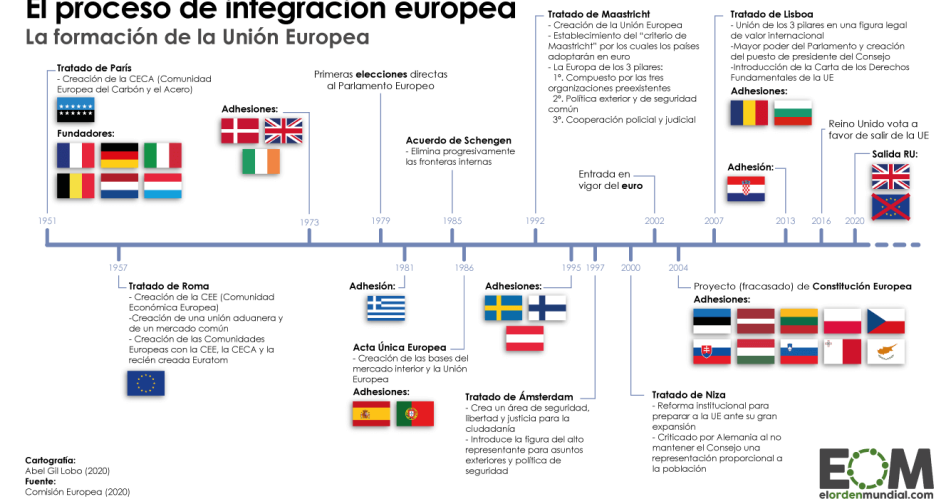 El proceso de integración europea
La formación de la Unión Europea
Tratado de París
- Creación de la CECA (Comunidad
Europea del Carbón y el Acero)
Fundadores:
1951
Adhesiones:
1973
Primeras elecciones directas
al Parlamento Europeo
1979
Acuerdo de Schengen
- Elimina progresivamente
las fronteras internas
1985
Tratado de Maastricht
- Creación de la Unión Europea
- Establecimiento del "criterio de
Maastricht" por los cuales los países
adoptarán en euro
- La Europa de los 3 pilares:
1º. Compuesto por las tres
organizaciones preexistentes
2º. Política exterior y de seguridad
común
3º. Cooperación policial y judicial
1992
Entrada en
vigor del euro
2002
Tratado de Lisboa
- Unión de los 3 pilares en una figura legal
de valor internacional
-Mayor poder del Parlamento y creación
del puesto de presidente del Consejo
-Introducción de la Carta de los Derechos
Fundamentales de la UE
Adhesiones:
2007
Adhesión:
2013
Reino Unido vota a
favor de salir de la UE
2016
Salida RU:
2020
1957
Tratado de Roma
- Creación de la CEE (Comunidad
Económica Europea)
-Creación de una unión aduanera y
de un mercado común
- Creación de las Comunidades
Europeas con la CEE, la CECA y la
recién creada Euratom
1981
Adhesión:
1986
Acta Única Europea
- Creación de las bases del
mercado interior y la Unión
Europea
Adhesiones:
1995
Adhesiones:
1997
Tratado de Ámsterdam
- Crea un área de seguridad,
libertad y justicia para la
ciudadanía
- Introduce la figura del alto
representante para asuntos
exteriores y política de
seguridad
2000
Tratado de Niza
- Reforma institucional para
preparar a la UE ante su gran
expansión
- Criticado por Alemania al no
mantener el Consejo una
representación proporcional a
la población
2004
Proyecto (fracasado) de Constitución Europea
Adhesiones:
Cartografía:
Abel Gil Lobo (2020)
Fuente:
Comisión Europea (2020)
EOM
elordenmundial.com